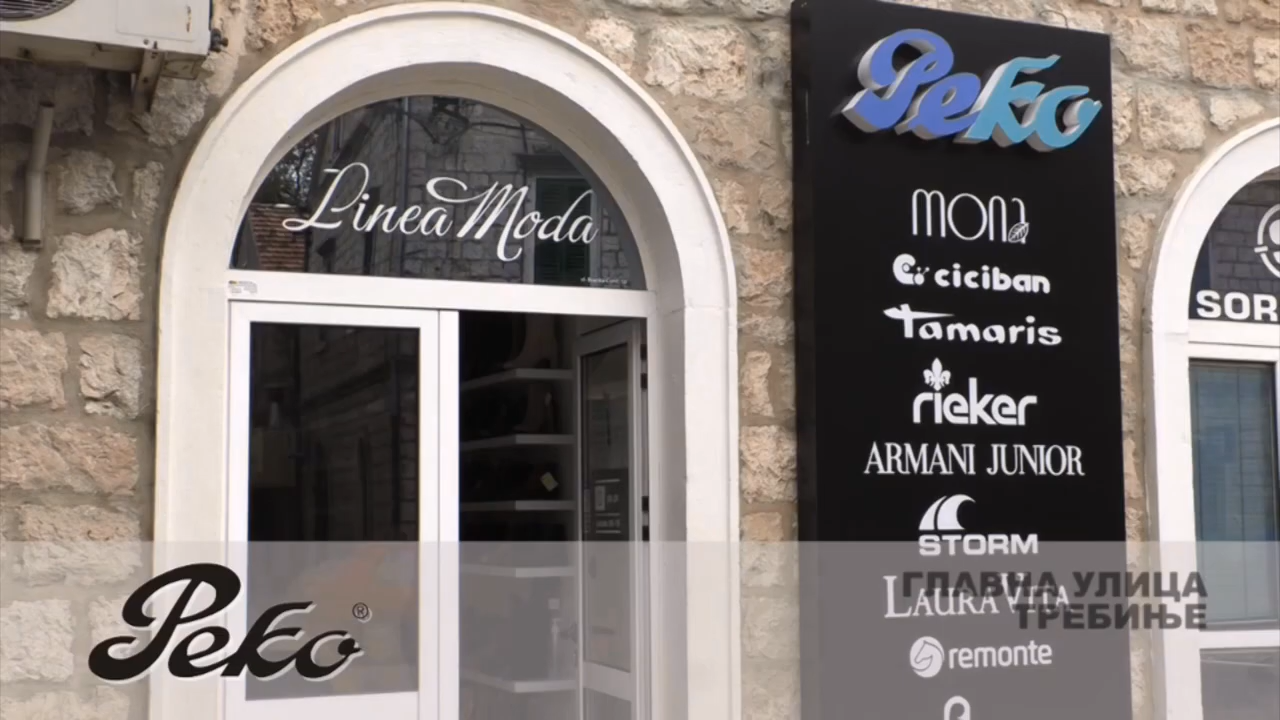 Linea Moda
Peko
mona
ciciban
Tamaris
rieker
ARMANI JUNIOR
STORM
LAURA VITA
remonte
SOR
Peko®
ГЛАВНА УЛИЦА
ТРЕБИЊЕ